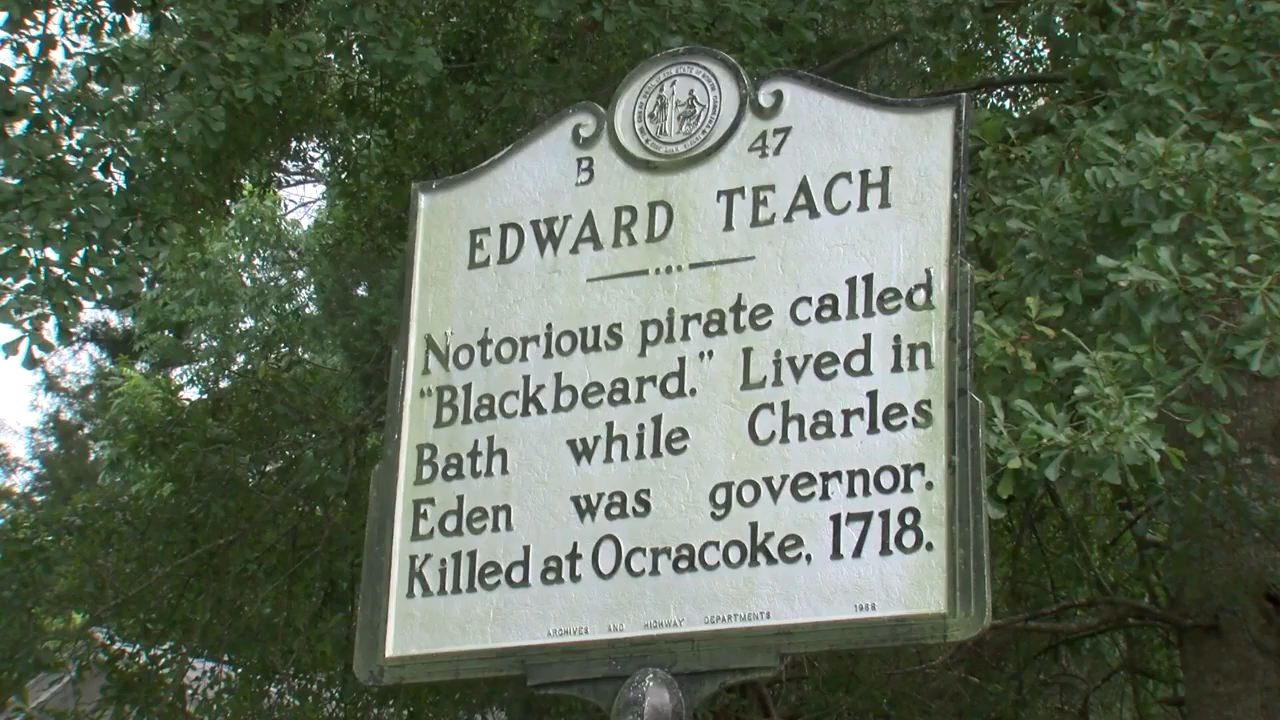 B 47
EDWARD TEACH
Notorious pirate called
"Blackbeard." Lived in
Bath while Charles
Eden was governor.
Killed at Ocracoke, 1718.
ARCHIVES AND HIGHWAY DEPARTMENTS